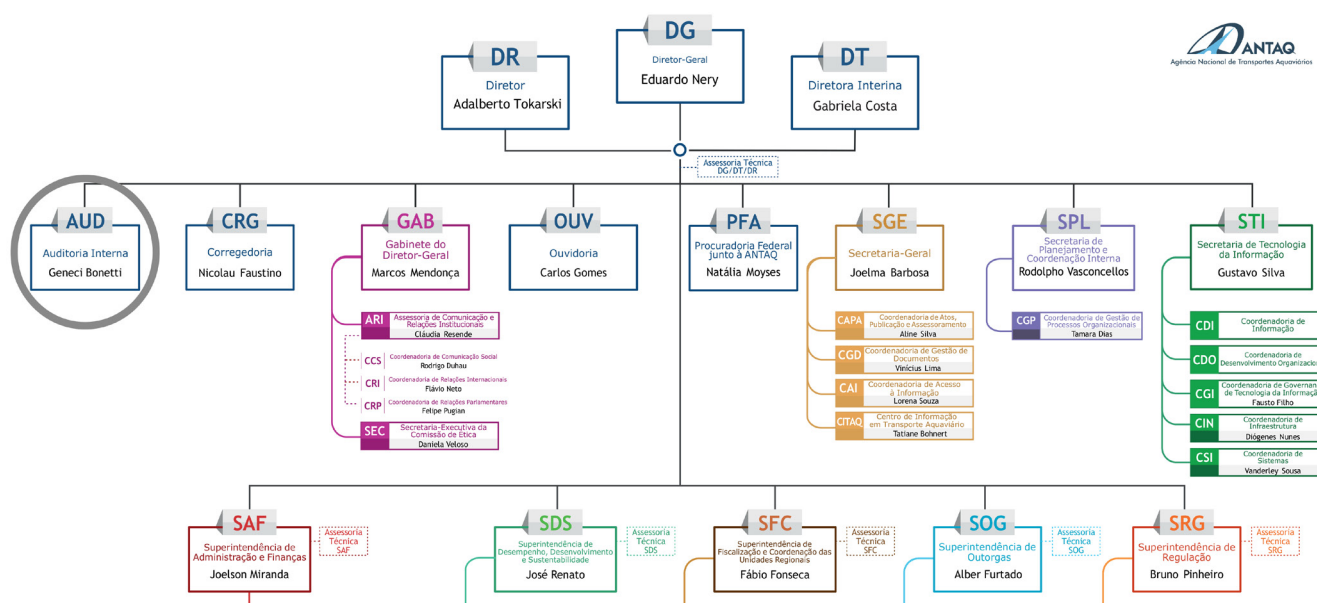 DG
Diretor-Geral
Eduardo Nery
DR
Diretor
Adalberto Tokarski
DT
Diretora Interina
Gabriela Costa
ANTAQ
Agência Nacional de Transportes Aquaviários
Assessoria Técnica
DG/DT/DR
AUD
Auditoria Interna
Geneci Bonetti
CRG
Corregedoria
Nicolau Faustino
GAB
Gabinete do
Diretor-Geral
Marcos Mendonça
ARI
Assessoria de Comunicação e
Relações Institucionais
Cláudia Resende
CCS
Coordenadoria de Comunicação Social
Rodrigo Duhau
CRI
Coordenadoria de Relações Internacionais
Flávio Neto
CRP
Coordenadoria de Relações Parlamentares
Felipe Pugian
SEC
Secretaria-Executiva da
Comissão de Ética
Daniela Veloso
OUV
Ouvidoria
Carlos Gomes
PFA
Procuradoria Federal
junto à ANTAQ
Natália Moyses
SGE
Secretaria-Geral
Joelma Barbosa
CAPA
Coordenadoria de Atos,
Publicação e Assessoramento
Aline Silva
CGD
Coordenadoria de Gestão de
Documentos
Vinícius Lima
CAI
Coordenadoria de Acesso
à Informação
Lorena Souza
CITAQ
Centro de Informação
em Transporte Aquaviário
Tatiane Bohnert
SPL
Secretaria de
Planejamento e
Coordenação Interna
Rodolpho Vasconcellos
CGP
Coordenadoria de Gestão de
Processos Organizacionais
Tamara Dias
STI
Secretaria de Tecnologia
da Informação
Gustavo Silva
CDI
Coordenadoria de
Informação
CDO
Coordenadoria de
Desenvolvimento Organizacion
CGI
Coordenadoria de Governan
de Tecnologia da Informação
Fausto Filho
CIN
Coordenadoria de
Infraestrutura
Diógenes Nunes
CSI
Coordenadoria de
Sistemas
Vanderley Sousa
SAF
Superintendência de
Administração e Finanças
Joelson Miranda
Assessoria
Técnica
SAF
SDS
Superintendência de
Desempenho, Desenvolvimento
e Sustentabilidade
José Renato
Assessoria
Técnica
SDS
SFC
Superintendência de
Fiscalização e Coordenação das
Unidades Regionais
Fábio Fonseca
Assessoria
Técnica
SFC
SOG
Superintendência de
Outorgas
Alber Furtado
Assessoria
Técnica
SOG
SRG
Superintendência de
Regulação
Bruno Pinheiro
Assessoria
Técnica
SRG